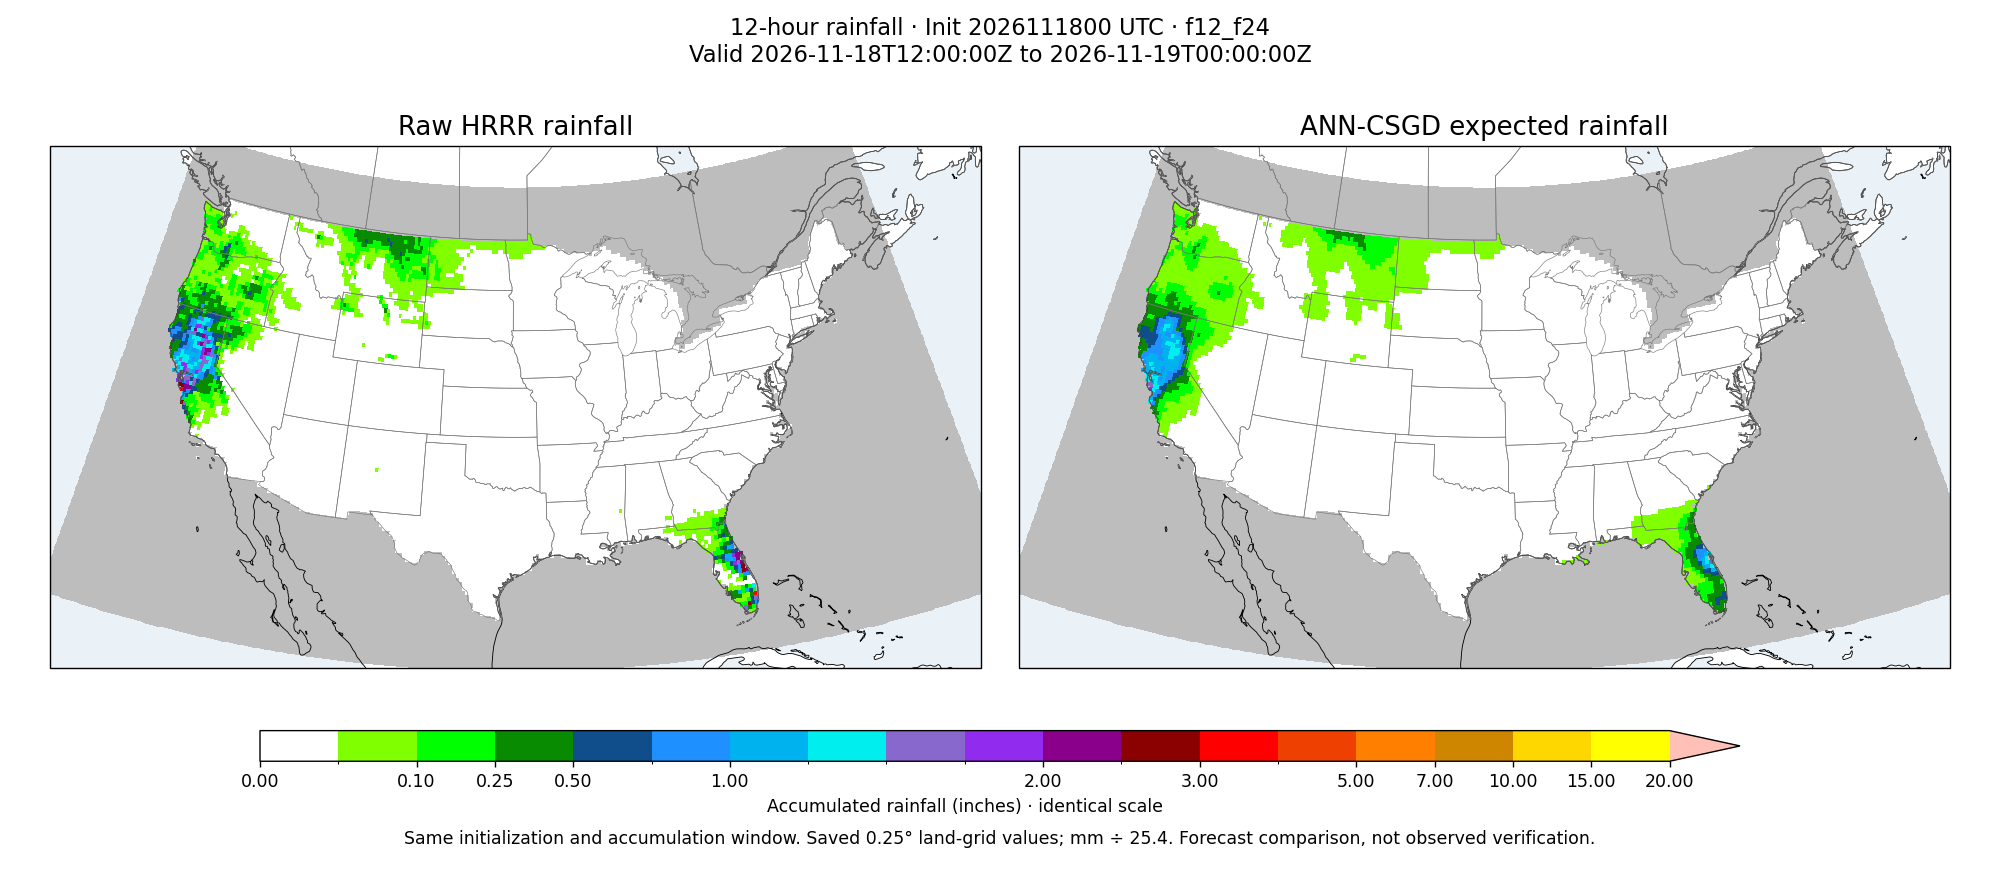 12-hour rainfall · Init 2026111800 UTC · f12_f24
Valid 2026-11-18T12:00:00Z to 2026-11-19T00:00:00Z
Raw HRRR rainfall
ANN-CSGD expected rainfall
0.00 0.10 0.25 0.50 1.00 2.00 3.00 5.00 7.00 10.00 15.00 20.00
Accumulated rainfall (inches) · identical scale
Same initialization and accumulation window. Saved 0.25° land-grid values; mm ÷ 25.4. Forecast comparison, not observed verification.